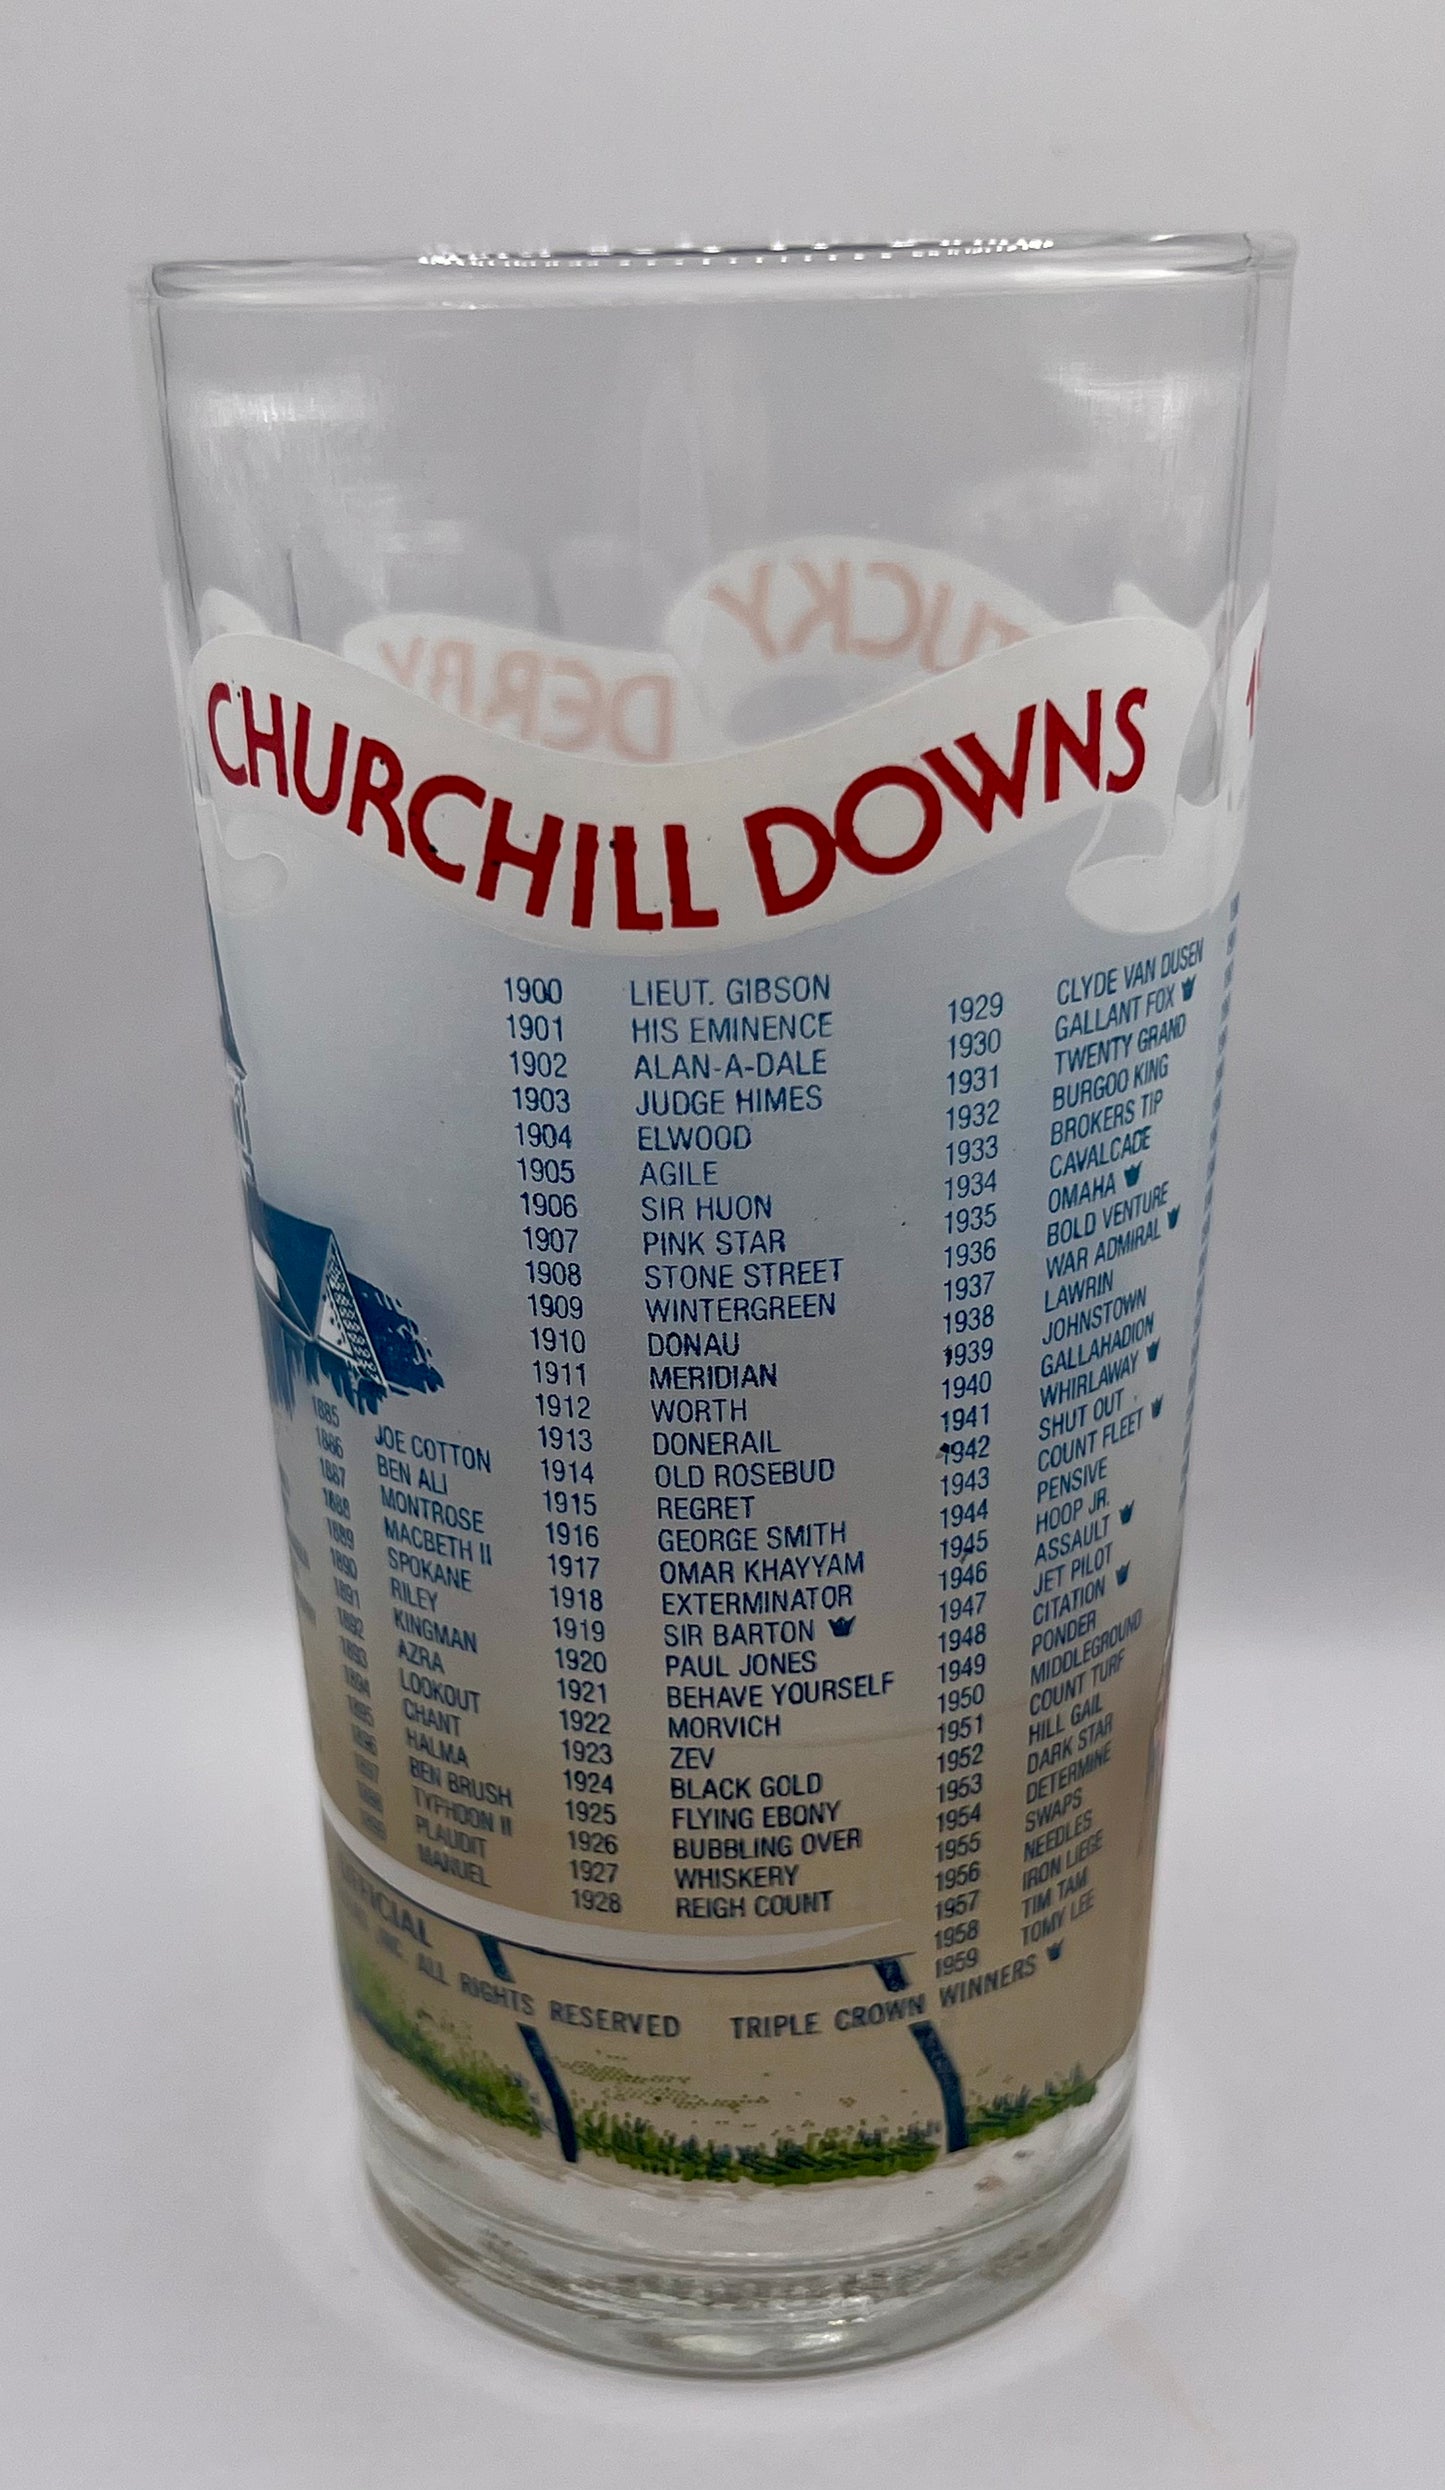 KENTUCKY
DERBY
CHURCHILL DOWNS
1885 JOE COTTON
1886 BEN ALI
1887 MONTROSE
1888 MACBETH II
1889 SPOKANE
1890 RILEY
1891 KINGMAN
1892 AZRA
1893 LOOKOUT
1894 CHANT
1895 HALMA
1896 BEN BRUSH
1897 TYPHOON II
1898 PLAUDIT
1899 MANUEL
1900 LIEUT. GIBSON
1901 HIS EMINENCE
1902 ALAN-A-DALE
1903 JUDGE HIMES
1904 ELWOOD
1905 AGILE
1906 SIR HUON
1907 PINK STAR
1908 STONE STREET
1909 WINTERGREEN
1910 DONAU
1911 MERIDIAN
1912 WORTH
1913 DONERAIL
1914 OLD ROSEBUD
1915 REGRET
1916 GEORGE SMITH
1917 OMAR KHAYYAM
1918 EXTERMINATOR
1919 SIR BARTON
1920 PAUL JONES
1921 BEHAVE YOURSELF
1922 MORVICH
1923 ZEV
1924 BLACK GOLD
1925 FLYING EBONY
1926 BUBBLING OVER
1927 WHISKERY
1928 REIGH COUNT
1929 CLYDE VAN DUSEN
1930 GALLANT FOX
1931 TWENTY GRAND
1932 BURGOO KING
1933 BROKERS TIP
1934 CAVALCADE
1935 OMAHA
1936 BOLD VENTURE
1937 WAR ADMIRAL
1938 LAWRIN
1939 JOHNSTOWN
1940 GALLAHADION
1941 WHIRLAWAY
1942 SHUT OUT
1943 COUNT FLEET
1944 PENSIVE
1945 HOOP JR.
1946 ASSAULT
1947 JET PILOT
1948 CITATION
1949 PONDER
1950 MIDDLEGROUND
1951 COUNT TURF
1952 HILL GAIL
1953 DARK STAR
1954 DETERMINE
1955 SWAPS
1956 NEEDLES
1957 IRON LIEGE
1958 TIM TAM
1959 TOMY LEE
OFFICIAL
INC. ALL RIGHTS RESERVED TRIPLE CROWN WINNERS